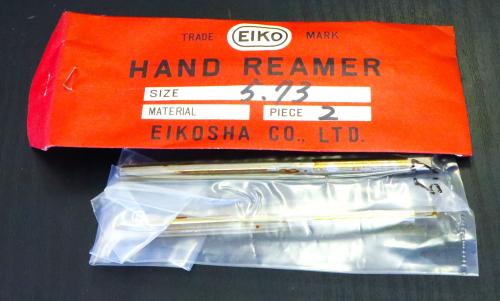 TRADE EIKO MARK
HAND REAMER
SIZE 5.73
MATERIAL PIECE 2
EIKOSHA CO., LTD.